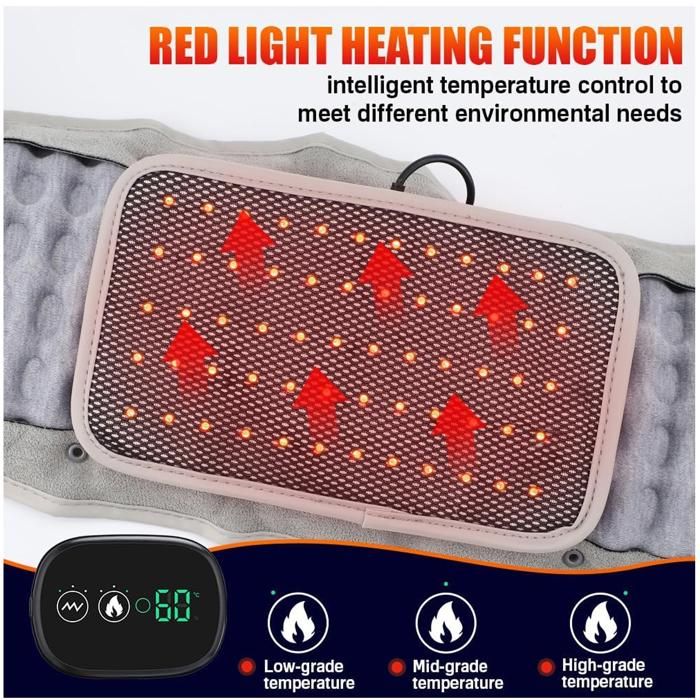 RED LIGHT HEATING FUNCTION
intelligent temperature control to
meet different environmental needs
60
Low-grade
temperature
Mid-grade
temperature
High-grade
temperature